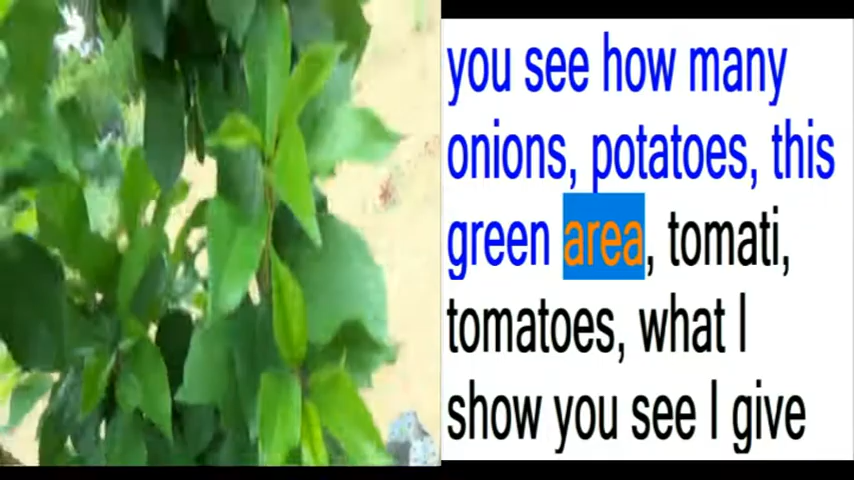 you see how many
onions, potatoes, this
green area, tomati,
tomatoes, what I
show you see I give